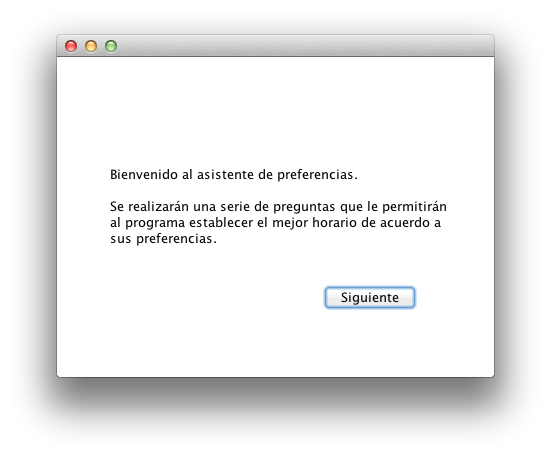 Bienvenido al asistente de preferencias.
Se realizarán una serie de preguntas que le permitirán
al programa establecer el mejor horario de acuerdo a
sus preferencias.
Siguiente